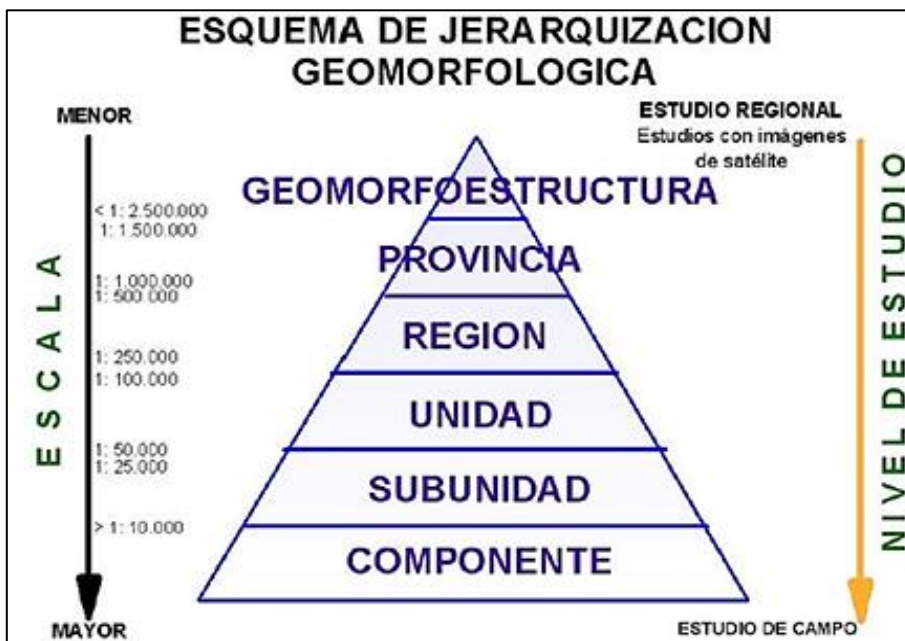 ESQUEMA DE JERARQUIZACION
GEOMORFOLOGICA
MENOR
ESTUDIO REGIONAL
Estudios con imágenes
de satélite
GEOMORFOESTRUCTURA
< 1: 2.500.000
1: 1.500.000
PROVINCIA
1: 1.000.000
1: 500.000
REGION
1: 250.000
1: 100.000
UNIDAD
1: 50.000
1: 25.000
SUBUNIDAD
> 1: 10.000
COMPONENTE
MAYOR
ESTUDIO DE CAMPO
ESCALA
NIVEL DE ESTUDIO